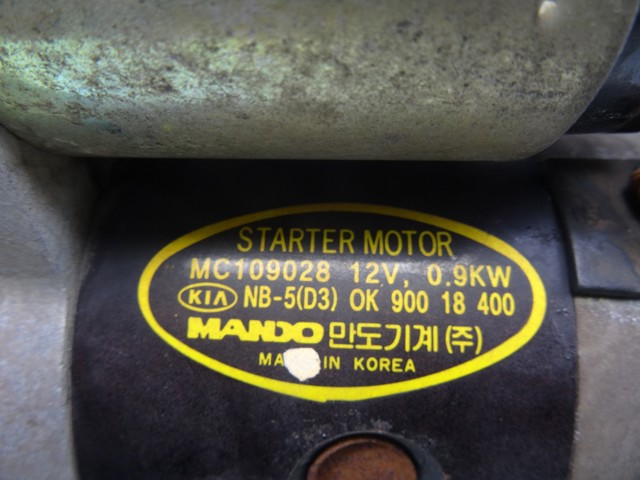 STARTER MOTOR
MC109028 12V, 0.9KW
KIA NB-5(D3) OK 900 18 400
MANDO 만도기계(주)
IN KOREA